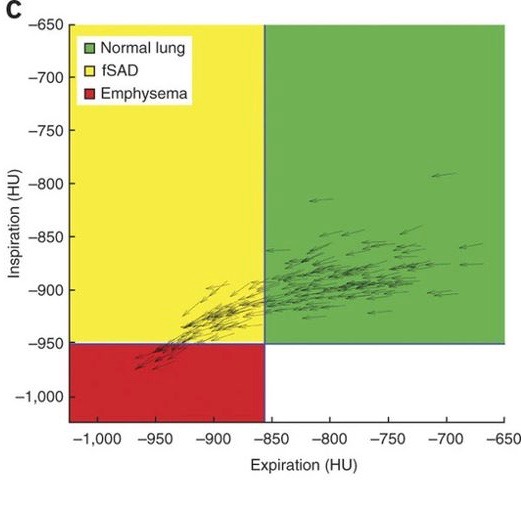 C
Normal lung
fSAD
Emphysema
Inspiration (HU)
–650
–700
–750
–800
–850
–900
–950
–1,000
–1,000 –950 –900 –850 –800 –750 –700 –650
Expiration (HU)